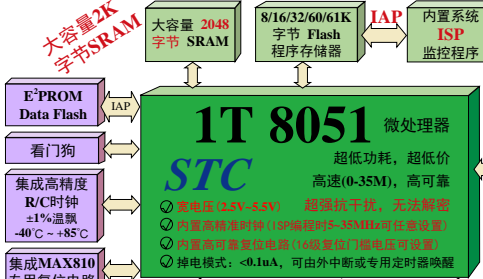 大容量2K
字节SRAM
大容量 2048
字节 SRAM
8/16/32/60/61K
字节 Flash
程序存储器
IAP
内置系统
ISP
监控程序
E²PROM
Data Flash
IAP
看门狗
集成高精度
R/C时钟
±1%温飘
-40℃~+85℃
集成MAX810
专用复位电路
1T 8051 微处理器
STC
超低功耗，超低价
高速(0-35M)，高可靠
超强抗干扰，无法解密
宽电压(2.5V-5.5V)
内置高精准时钟(ISP编程时5-35MHz可任意设置)
内置高可靠复位电路(16级复位门槛电压可设置)
掉电模式：<0.1uA，可由外中断或专用定时器唤醒